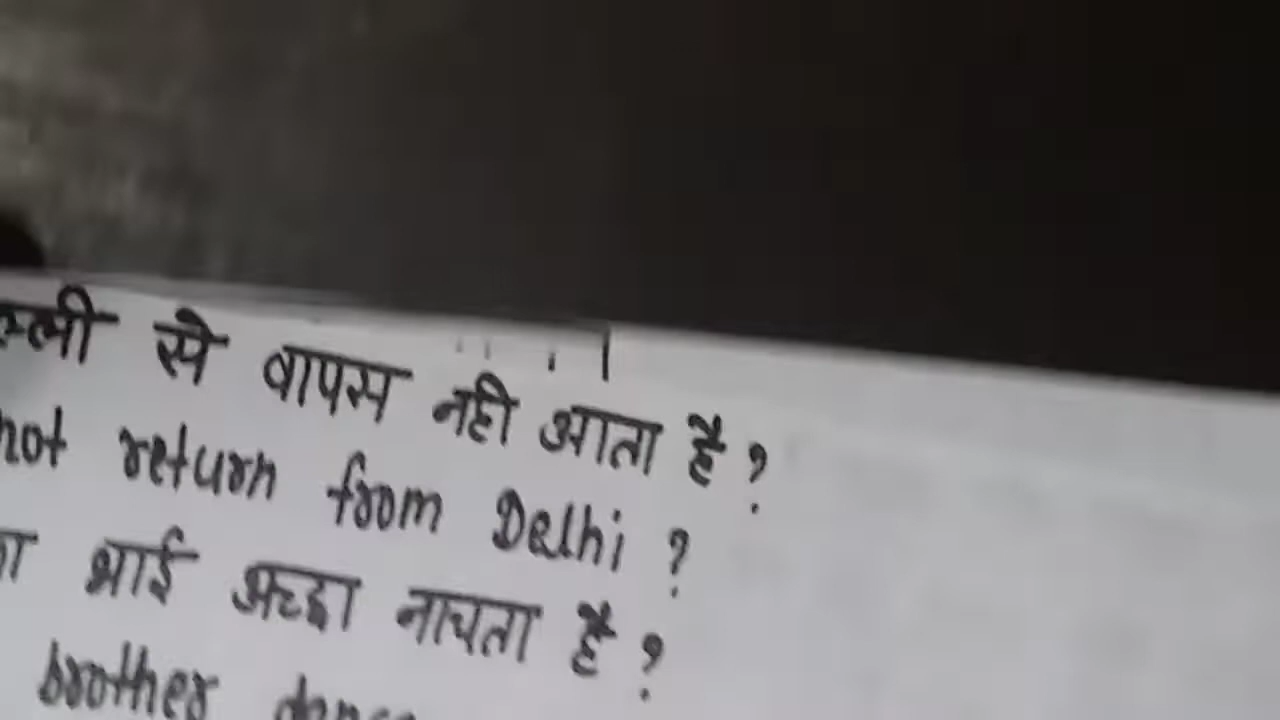 ल्ली से वापस नही आता है ?
not return from Delhi ?
भाई अच्छा नाचता है ?
brother